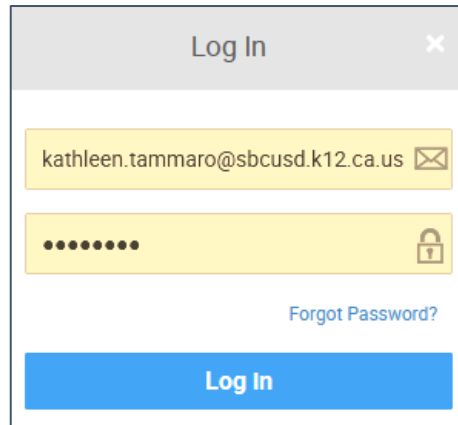 Log In
kathleen.tammaro@sbcusd.k12.ca.us
••••••••
Forgot Password?
Log In